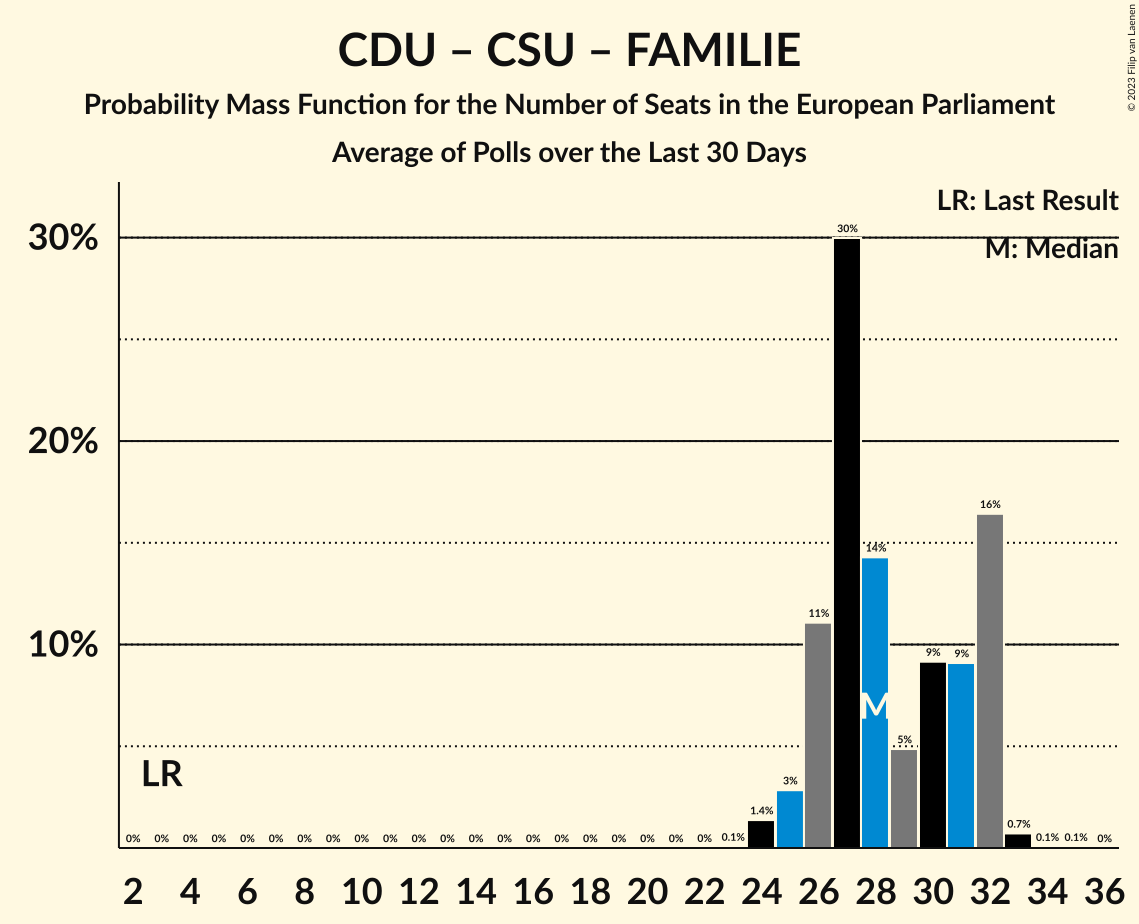 CDU – CSU – FAMILIE
Probability Mass Function for the Number of Seats in the European Parliament
Average of Polls over the Last 30 Days
© 2023 Filip van Laenen
LR: Last Result
M: Median
30%
20%
10%
LR
M
0% 0% 0% 0% 0% 0% 0% 0% 0% 0% 0% 0% 0% 0% 0% 0% 0% 0% 0% 0% 0% 0.1% 1.4% 3% 11% 30% 14% 5% 9% 9% 16% 0.7% 0.1% 0.1% 0%
2 4 6 8 10 12 14 16 18 20 22 24 26 28 30 32 34 36